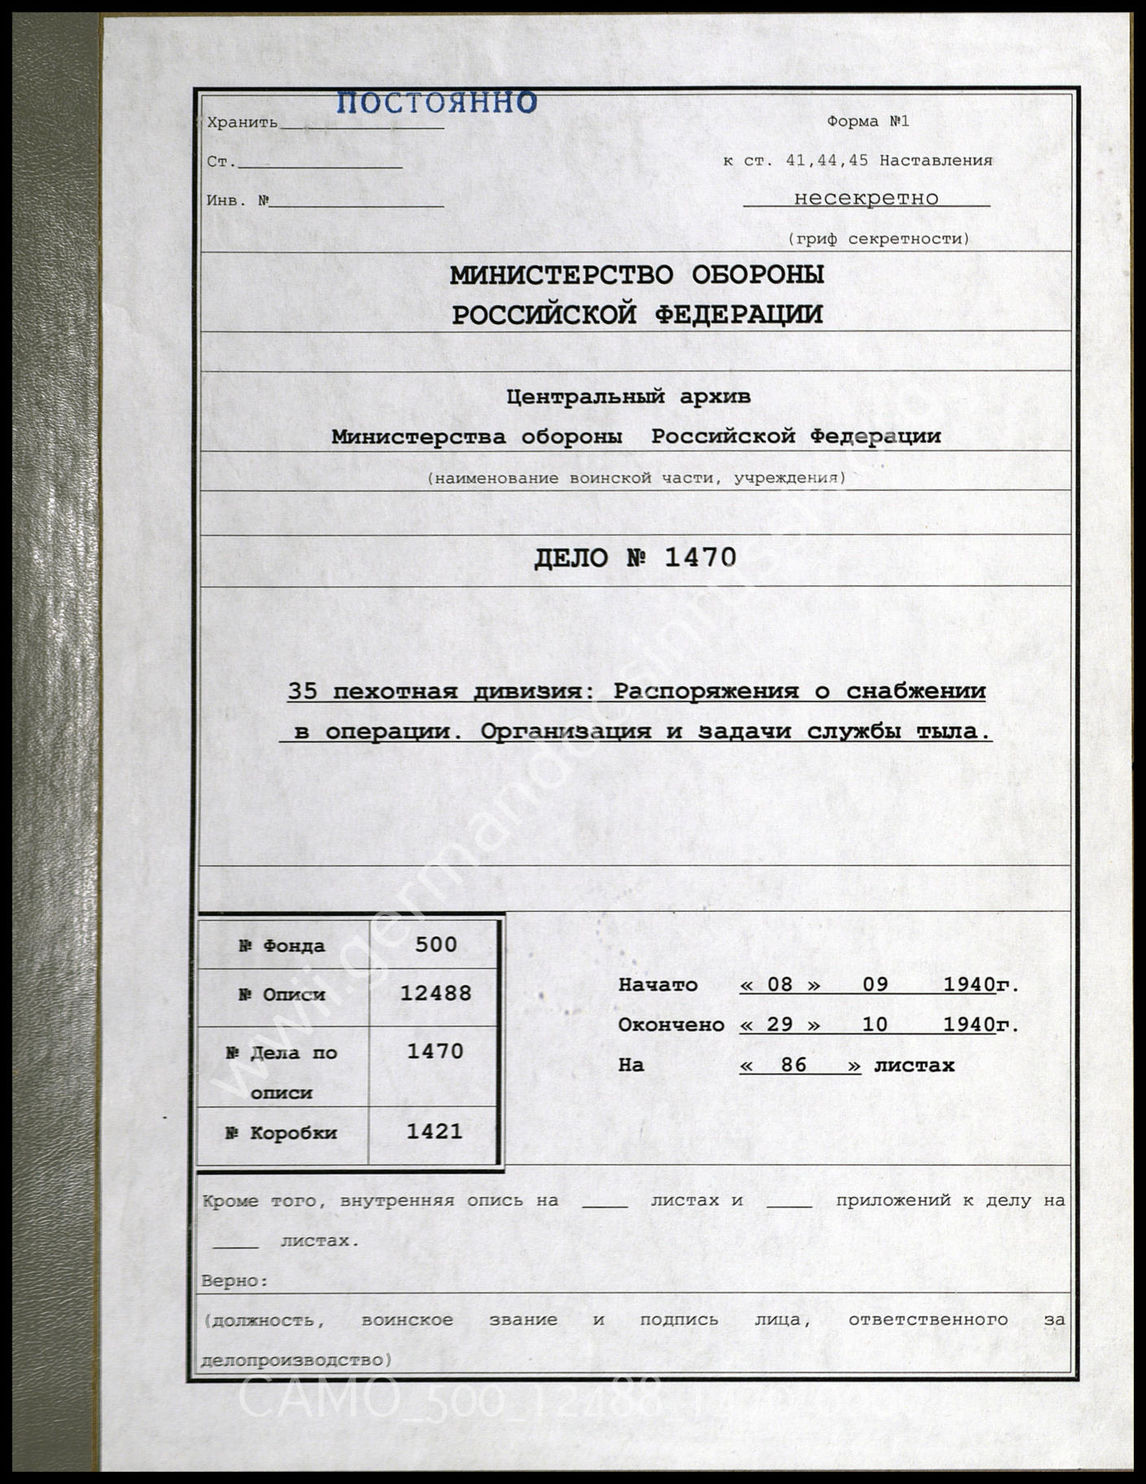 ПОСТОЯННО
Хранить
Форма №1
Ст.
к ст. 41,44,45 Наставления
Инв. №
несекретно
(гриф секретности)
МИНИСТЕРСТВО ОБОРОНЫ
РОССИЙСКОЙ ФЕДЕРАЦИИ
Центральный архив
Министерства обороны Российской Федерации
(наименование воинской части, учреждения)
ДЕЛО № 1470
35 пехотная дивизия: Распоряжения о снабжении
в операции. Организация и задачи службы тыла.
№ Фонда 500
№ Описи 12488
№ Дела по 1470
описи
№ Коробки 1421
Начато « 08 » 09 1940г.
Окончено « 29 » 10 1940г.
На « 86 » листах
Кроме того, внутренняя опись на ____ листах и ____ приложений к делу на
____ листах.
Верно:
(должность, воинское звание и подпись лица, ответственного за
делопроизводство)